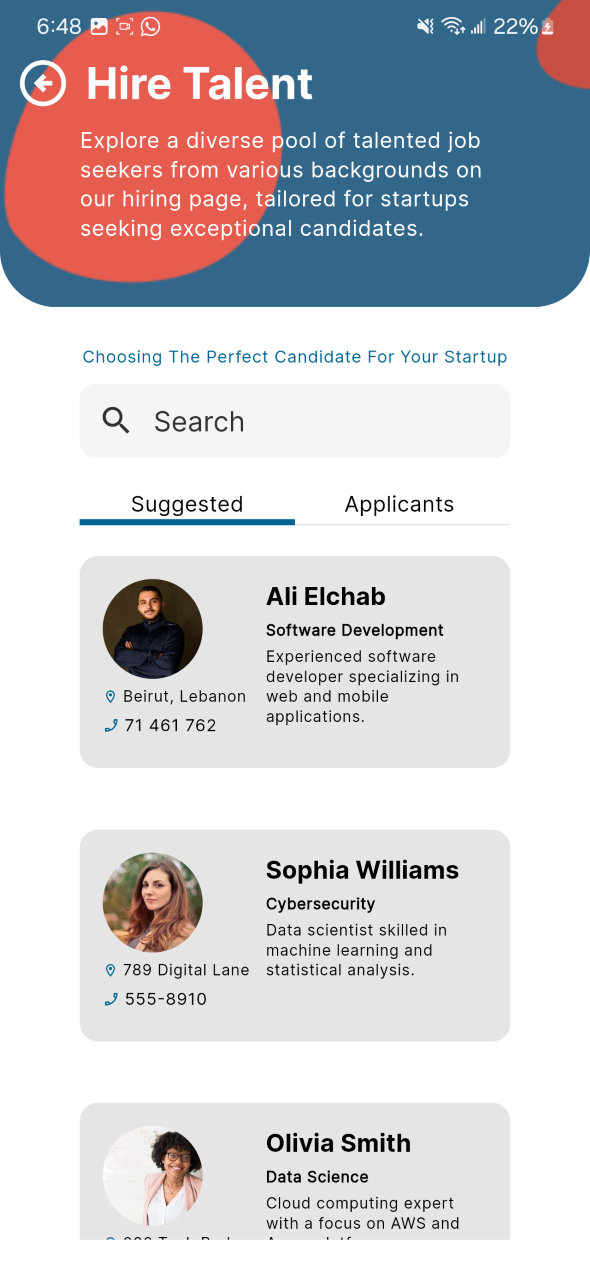 6:48 22%
Hire Talent
Explore a diverse pool of talented job
seekers from various backgrounds on
our hiring page, tailored for startups
seeking exceptional candidates.
Choosing The Perfect Candidate For Your Startup
Search
Suggested Applicants
Ali Elchab
Software Development
Experienced software
developer specializing in
web and mobile
applications.
Beirut, Lebanon
71 461 762
Sophia Williams
Cybersecurity
Data scientist skilled in
machine learning and
statistical analysis.
789 Digital Lane
555-8910
Olivia Smith
Data Science
Cloud computing expert
with a focus on AWS and